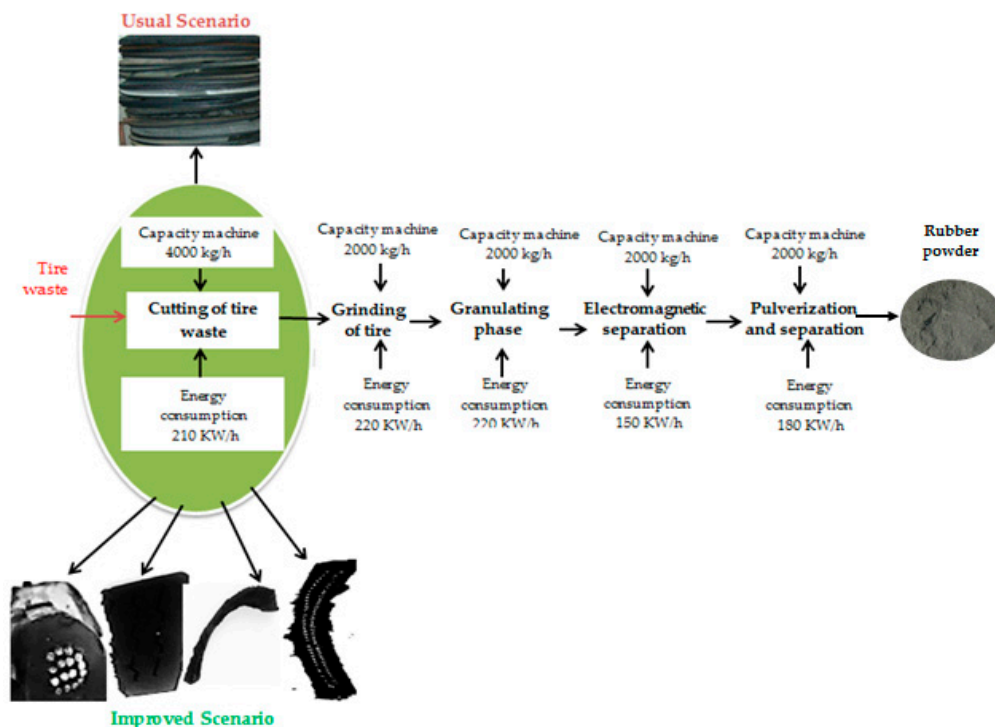 Usual Scenario
Capacity machine
4000 kg/h
Tire
waste
Cutting of tire
waste
Energy
consumption
210 KW/h
Capacity machine
2000 kg/h
Grinding
of tire
Energy
consumption
220 KW/h
Capacity machine
2000 kg/h
Granulating
phase
Energy
consumption
220 KW/h
Capacity machine
2000 kg/h
Electromagnetic
separation
Energy
consumption
150 KW/h
Capacity machine
2000 kg/h
Pulverization
and separation
Energy
consumption
180 KW/h
Rubber
powder
Improved Scenario